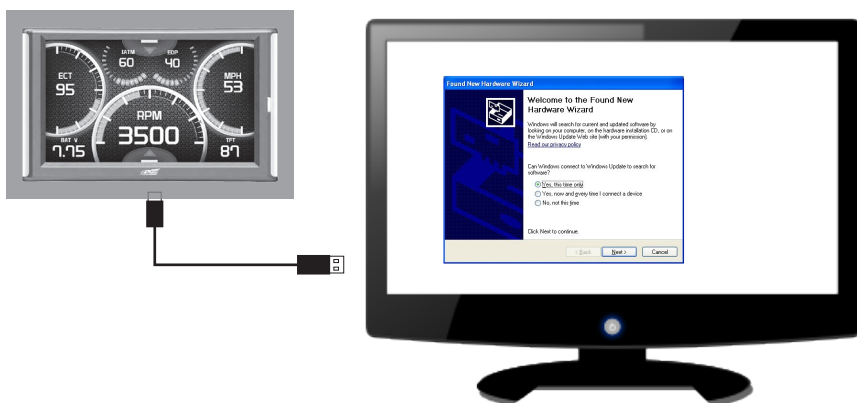 IATM
60
EOP
40
ECT
95
MPH
53
RPM
3500
BAT V
7.75
TFT
87
Found New Hardware Wizard
Welcome to the Found New
Hardware Wizard
Windows will search for current and updated software by
looking on your computer, on the hardware installation CD, or on
the Windows Update Web site (with your permission).
Read our privacy policy
Can Windows connect to Windows Update to search for
software?
Yes, this time only
Yes, now and every time I connect a device
No, not this time
Click Next to continue.
< Back
Next >
Cancel